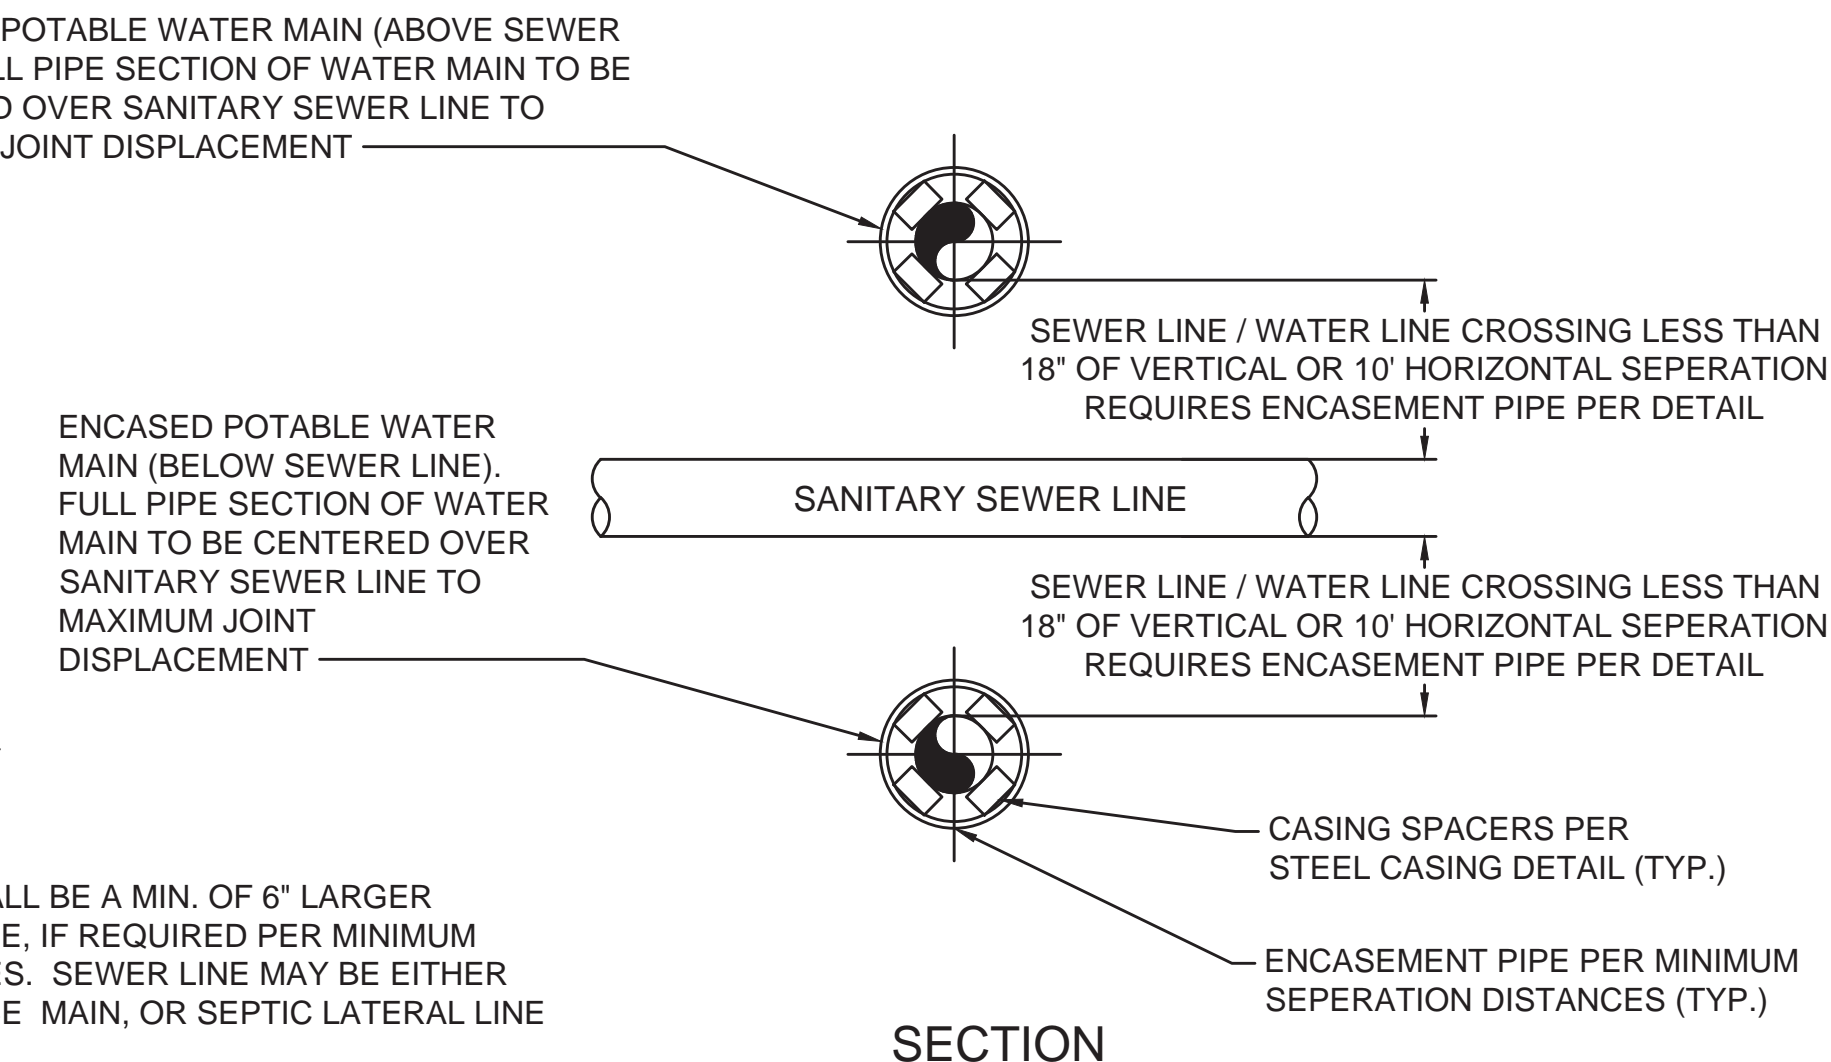 POTABLE WATER MAIN (ABOVE SEWER
PIPE SECTION OF WATER MAIN TO BE
OVER SANITARY SEWER LINE TO
JOINT DISPLACEMENT
SEWER LINE / WATER LINE CROSSING LESS THAN
18" OF VERTICAL OR 10' HORIZONTAL SEPERATION
REQUIRES ENCASEMENT PIPE PER DETAIL
ENCASED POTABLE WATER
MAIN (BELOW SEWER LINE).
FULL PIPE SECTION OF WATER
MAIN TO BE CENTERED OVER
SANITARY SEWER LINE TO
MAXIMUM JOINT
DISPLACEMENT
SANITARY SEWER LINE
SEWER LINE / WATER LINE CROSSING LESS THAN
18" OF VERTICAL OR 10' HORIZONTAL SEPERATION
REQUIRES ENCASEMENT PIPE PER DETAIL
CASING SPACERS PER
STEEL CASING DETAIL (TYP.)
BE A MIN. OF 6" LARGER
IF REQUIRED PER MINIMUM
SEWER LINE MAY BE EITHER
MAIN, OR SEPTIC LATERAL LINE
ENCASEMENT PIPE PER MINIMUM
SEPERATION DISTANCES (TYP.)
SECTION